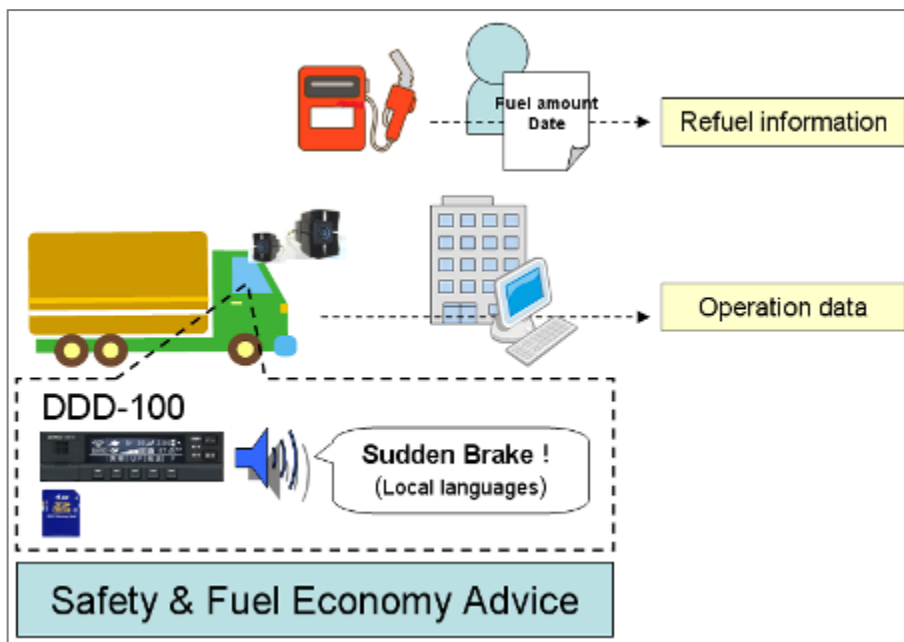 Fuel amount
Date
Refuel information
Operation data
DDD-100
Sudden Brake !
(Local languages)
Safety & Fuel Economy Advice